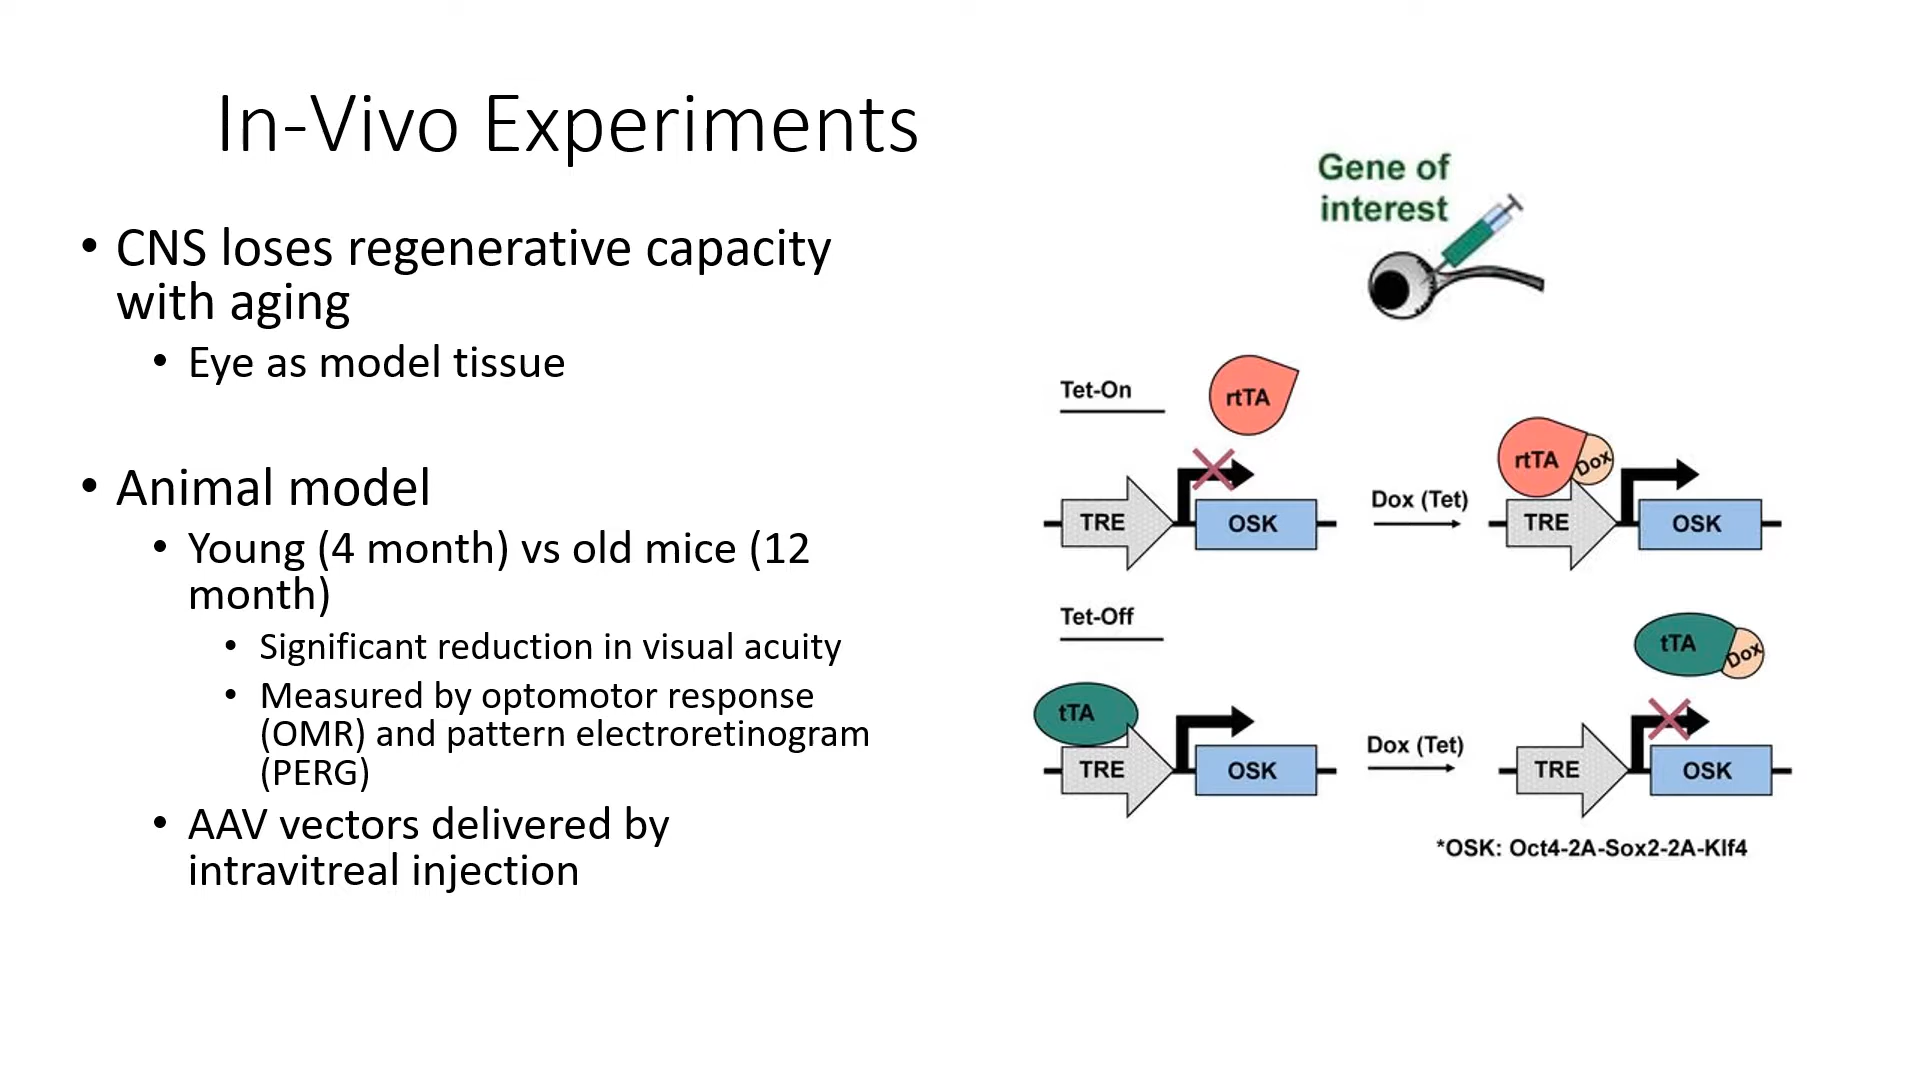 In-Vivo Experiments
• CNS loses regenerative capacity
with aging
• Eye as model tissue
• Animal model
• Young (4 month) vs old mice (12
month)
• Significant reduction in visual acuity
• Measured by optomotor response
(OMR) and pattern electroretinogram
(PERG)
• AAV vectors delivered by
intravitreal injection
Gene of
interest
Tet-On
rtTA
TRE
OSK
Dox (Tet)
rtTA
Dox
TRE
OSK
Tet-Off
tTA
TRE
OSK
Dox (Tet)
tTA
Dox
TRE
OSK
*OSK: Oct4-2A-Sox2-2A-Klf4